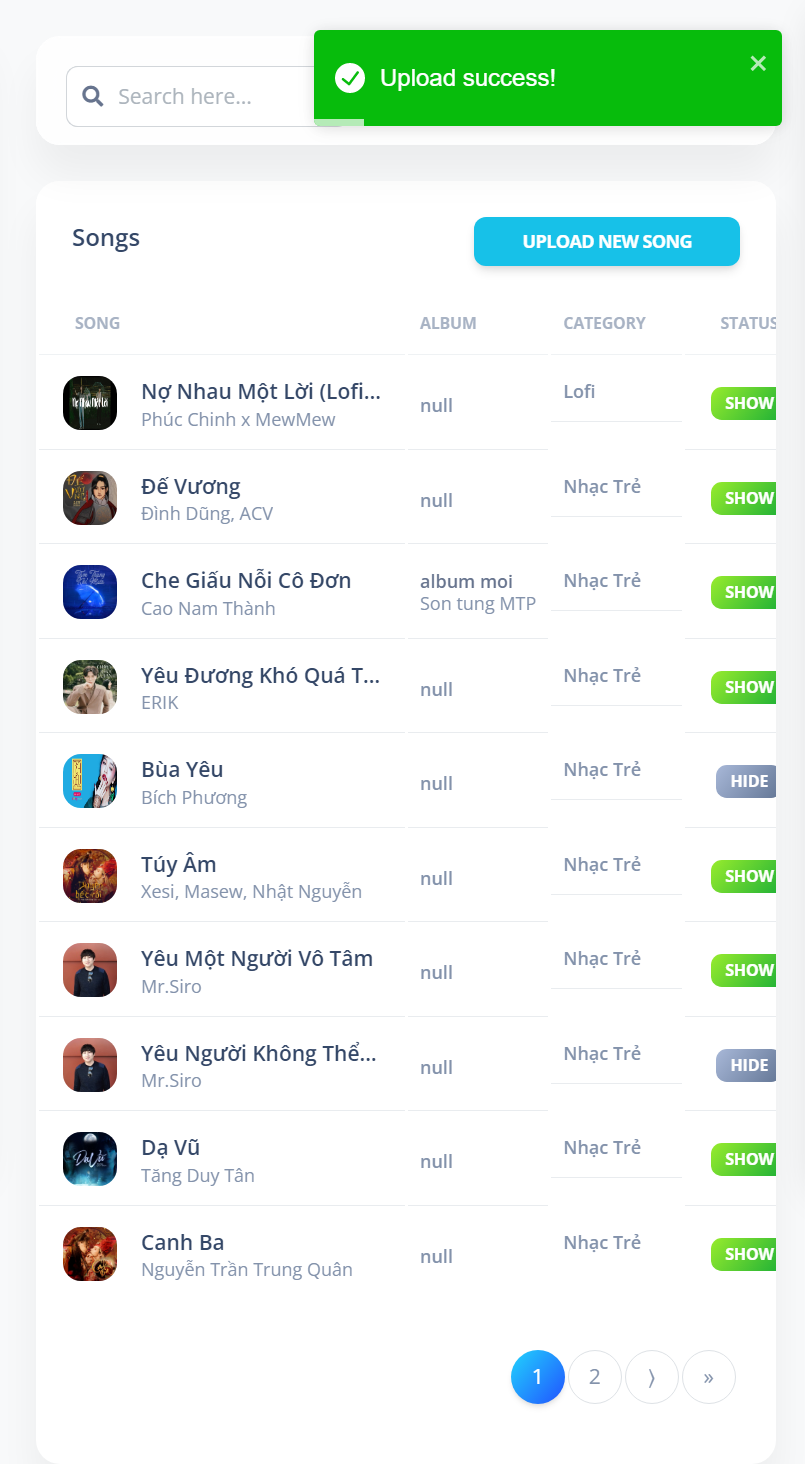 Search here...
Upload success!
Songs
UPLOAD NEW SONG
SONG ALBUM CATEGORY STATUS
Nợ Nhau Một Lời (Lofi...
Phúc Chinh x MewMew
null
Lofi
SHOW
Đế Vương
Đình Dũng, ACV
null
Nhạc Trẻ
SHOW
Che Giấu Nỗi Cô Đơn
Cao Nam Thành
album moi
Son tung MTP
Nhạc Trẻ
SHOW
Yêu Đương Khó Quá T...
ERIK
null
Nhạc Trẻ
SHOW
Bùa Yêu
Bích Phương
null
Nhạc Trẻ
HIDE
Túy Âm
Xesi, Masew, Nhật Nguyễn
null
Nhạc Trẻ
SHOW
Yêu Một Người Vô Tâm
Mr.Siro
null
Nhạc Trẻ
SHOW
Yêu Người Không Thể...
Mr.Siro
null
Nhạc Trẻ
HIDE
Dạ Vũ
Tăng Duy Tân
null
Nhạc Trẻ
SHOW
Canh Ba
Nguyễn Trần Trung Quân
null
Nhạc Trẻ
SHOW
1 2 ⟩ »